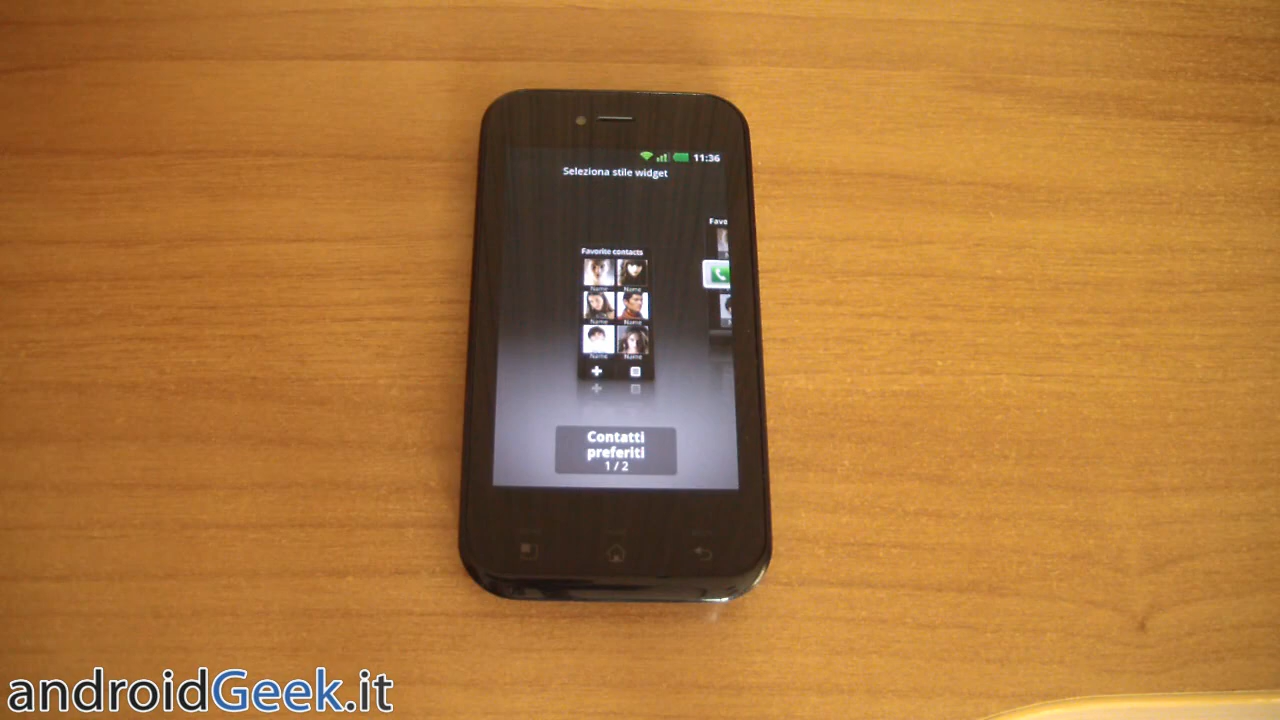 11:36
Seleziona stile widget
Favo
Favorite contacts
Name Name
Name Name
Name Name
Contatti
preferiti
1 / 2
androidGeek.it